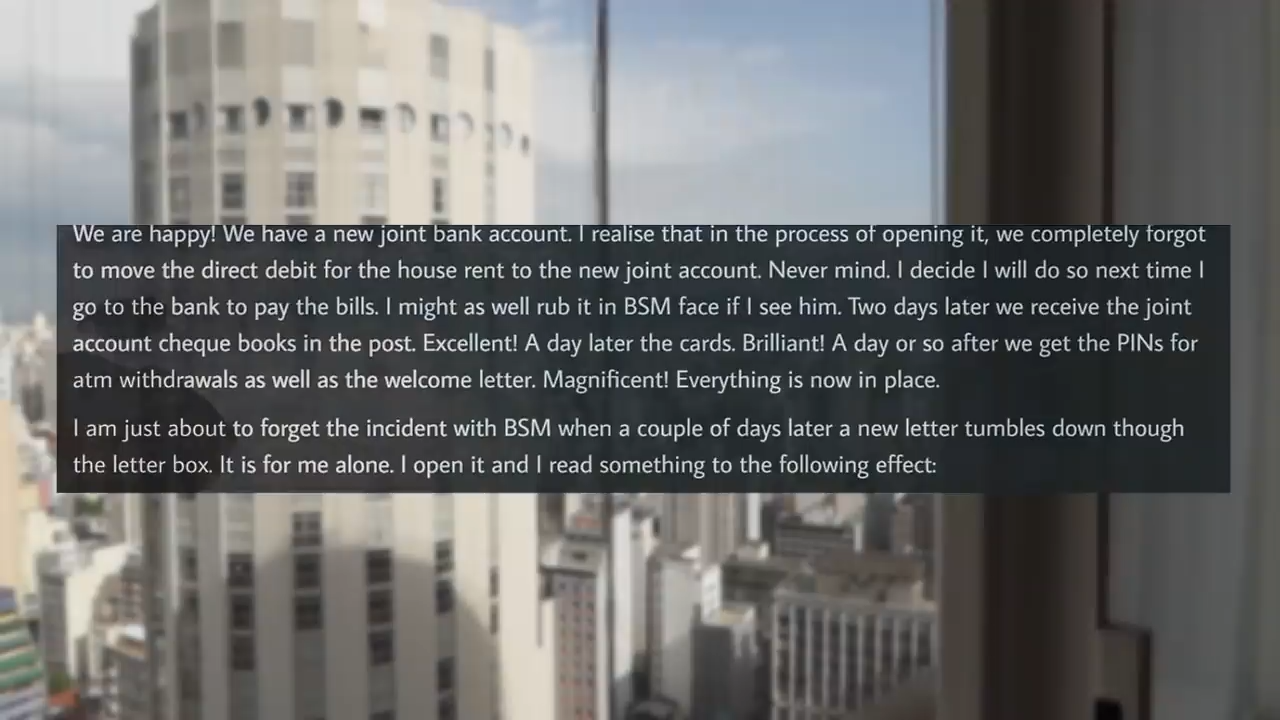 We are happy! We have a new joint bank account. I realise that in the process of opening it, we completely forgot
to move the direct debit for the house rent to the new joint account. Never mind. I decide I will do so next time I
go to the bank to pay the bills. I might as well rub it in BSM face if I see him. Two days later we receive the joint
account cheque books in the post. Excellent! A day later the cards. Brilliant! A day or so after we get the PINs for
atm withdrawals as well as the welcome letter. Magnificent! Everything is now in place.
I am just about to forget the incident with BSM when a couple of days later a new letter tumbles down though
the letter box. It is for me alone. I open it and I read something to the following effect: